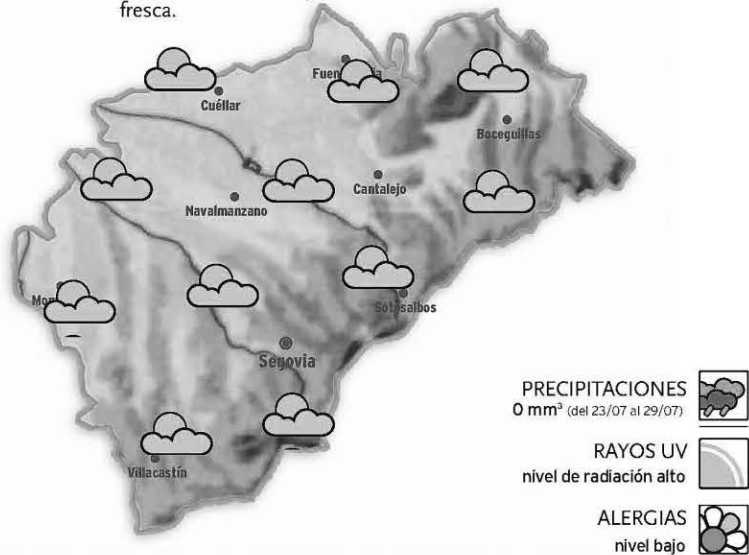 fresca.
Cuéllar
Boceguillas
Cantalejo
Navalmanzano
Sotosalbos
Segovia
Villacastín
PRECIPITACIONES
0 mm³ (del 23/07 al 29/07)
RAYOS UV
nivel de radiación alto
ALERGIAS
nivel bajo